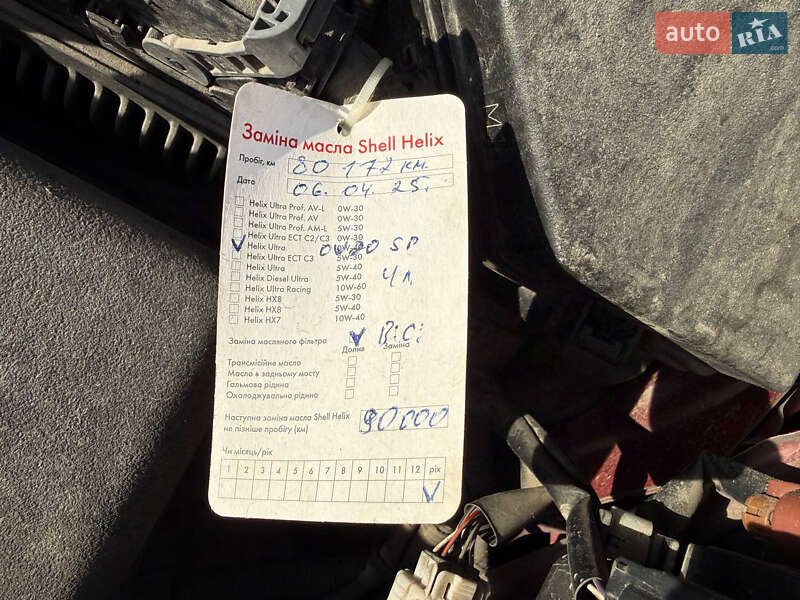 auto RIA.com
Заміна масла Shell Helix
Пробіг, км 80 172 км.
Дата 06. 04. 25.
Helix Ultra Prof. AV-L 0W-30
Helix Ultra Prof. AV 0W-30
Helix Ultra Prof. AM-L 5W-30
Helix Ultra ECT C2/C3 0W-30
Helix Ultra SP
Helix Ultra ECT C3 5W-30
Helix Ultra 5W-40
Helix Diesel Ultra 5W-40 4 л.
Helix Ultra Racing 10W-60
Helix HX8 5W-30
Helix HX8 5W-40
Helix HX7 10W-40
Заміна масляного фільтра
Долив Заміна
Трансмісійне масло
Масло в задньому мосту
Гальмова рідина
Охолоджувальна рідина
Наступна заміна масла Shell Helix
не пізніше пробігу (км) 90000
Чи місяць/рік
1 2 3 4 5 6 7 8 9 10 11 12 рік
M